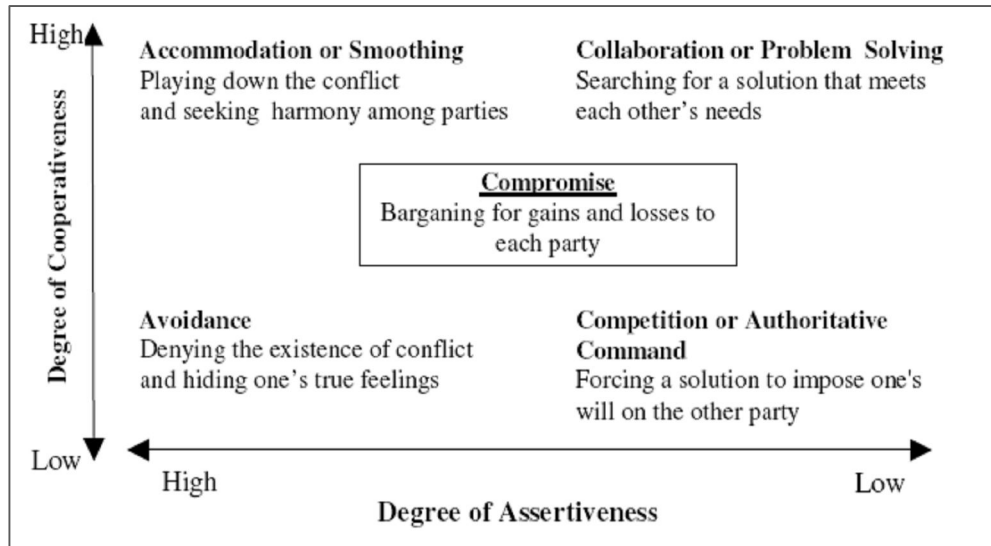 High
Accommodation or Smoothing
Playing down the conflict
and seeking harmony among parties
Collaboration or Problem Solving
Searching for a solution that meets
each other's needs
Compromise
Barganing for gains and losses to
each party
Degree of Cooperativeness
Avoidance
Denying the existence of conflict
and hiding one's true feelings
Competition or Authoritative
Command
Forcing a solution to impose one's
will on the other party
Low
High
Low
Degree of Assertiveness